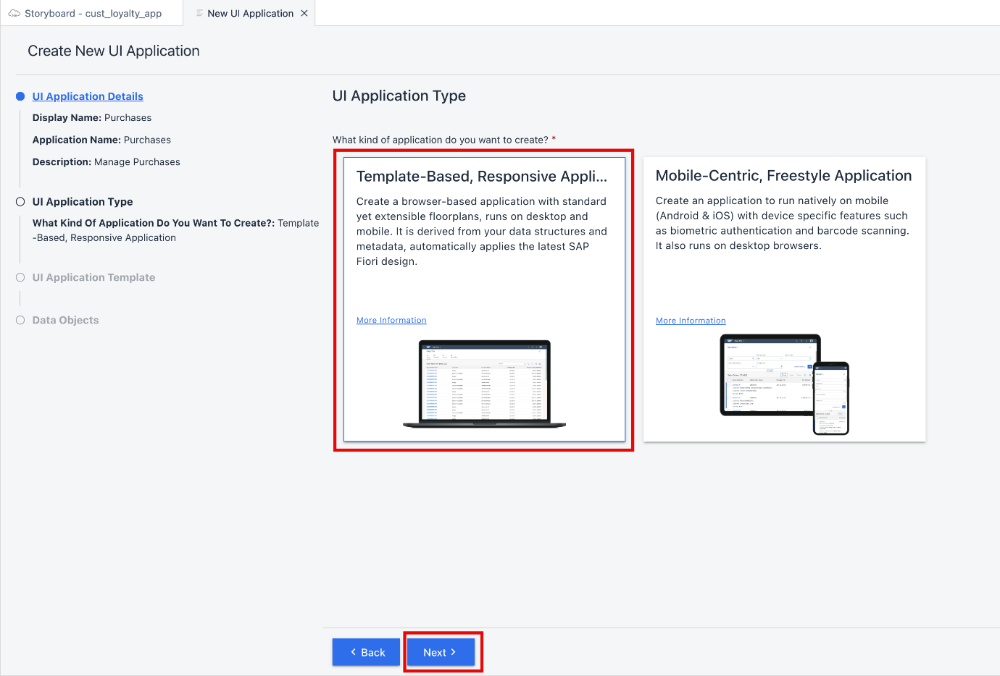 Storyboard - cust_loyalty_app
New UI Application
Create New UI Application
UI Application Details
Display Name: Purchases
Application Name: Purchases
Description: Manage Purchases
UI Application Type
What Kind Of Application Do You Want To Create?: Template
-Based, Responsive Application
UI Application Template
Data Objects
UI Application Type
What kind of application do you want to create? *
Template-Based, Responsive Appli...
Create a browser-based application with standard
yet extensible floorplans, runs on desktop and
mobile. It is derived from your data structures and
metadata, automatically applies the latest SAP
Fiori design.
More Information
Mobile-Centric, Freestyle Application
Create an application to run natively on mobile
(Android & iOS) with device specific features such
as biometric authentication and barcode scanning.
It also runs on desktop browsers.
More Information
Back
Next